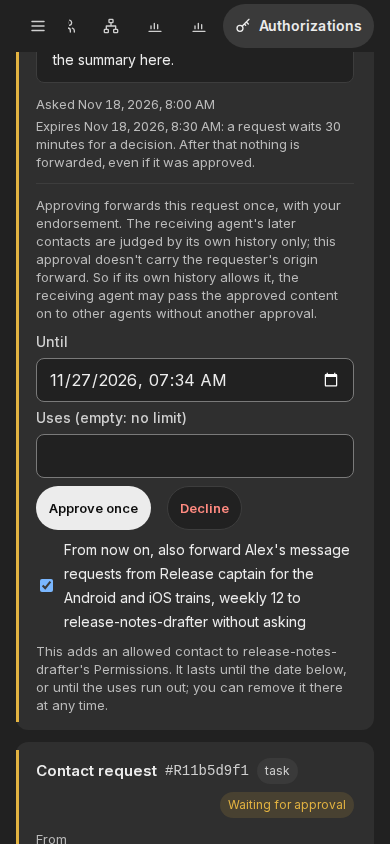 Authorizations
the summary here.
Asked Nov 18, 2026, 8:00 AM
Expires Nov 18, 2026, 8:30 AM: a request waits 30
minutes for a decision. After that nothing is
forwarded, even if it was approved.
Approving forwards this request once, with your
endorsement. The receiving agent's later
contacts are judged by its own history only; this
approval doesn't carry the requester's origin
forward. So if its own history allows it, the
receiving agent may pass the approved content
on to other agents without another approval.
Until
11/27/2026, 07:34 AM
Uses (empty: no limit)
Approve once
Decline
From now on, also forward Alex's message
requests from Release captain for the
Android and iOS trains, weekly 12 to
release-notes-drafter without asking
This adds an allowed contact to release-notes-
drafter's Permissions. It lasts until the date below,
or until the uses run out; you can remove it there
at any time.
Contact request #R11b5d9f1 task
Waiting for approval
From